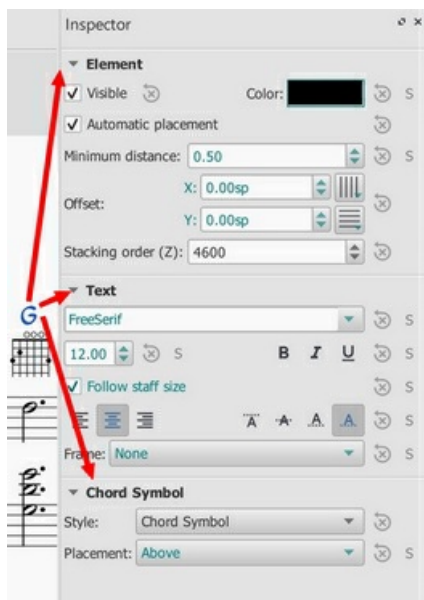 Inspector
Element
Visible Color: S
Automatic placement
Minimum distance: 0.50 S
X: 0.00sp
Offset:
Y: 0.00sp
Stacking order (Z): 4600
Text
G
FreeSerif S
12.00 S B I U S
Follow staff size S
A A A A S
Frame: None S
Chord Symbol
Style: Chord Symbol
Placement: Above S